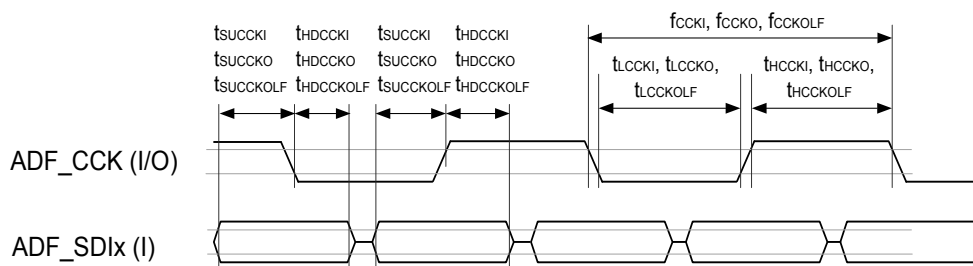 tSUCCKI tHDCCKI tSUCCKI tHDCCKI
tSUCCKO tHDCCKO tSUCCKO tHDCCKO
tSUCCKOLF tHDCCKOLF tSUCCKOLF tHDCCKOLF
fCCKI, fCCKO, fCCKOLF
tLCCKI, tLCCKO, tHCCKI, tHCCKO,
tLCCKOLF tHCCKOLF
ADF_CCK (I/O)
ADF_SDIx (I)